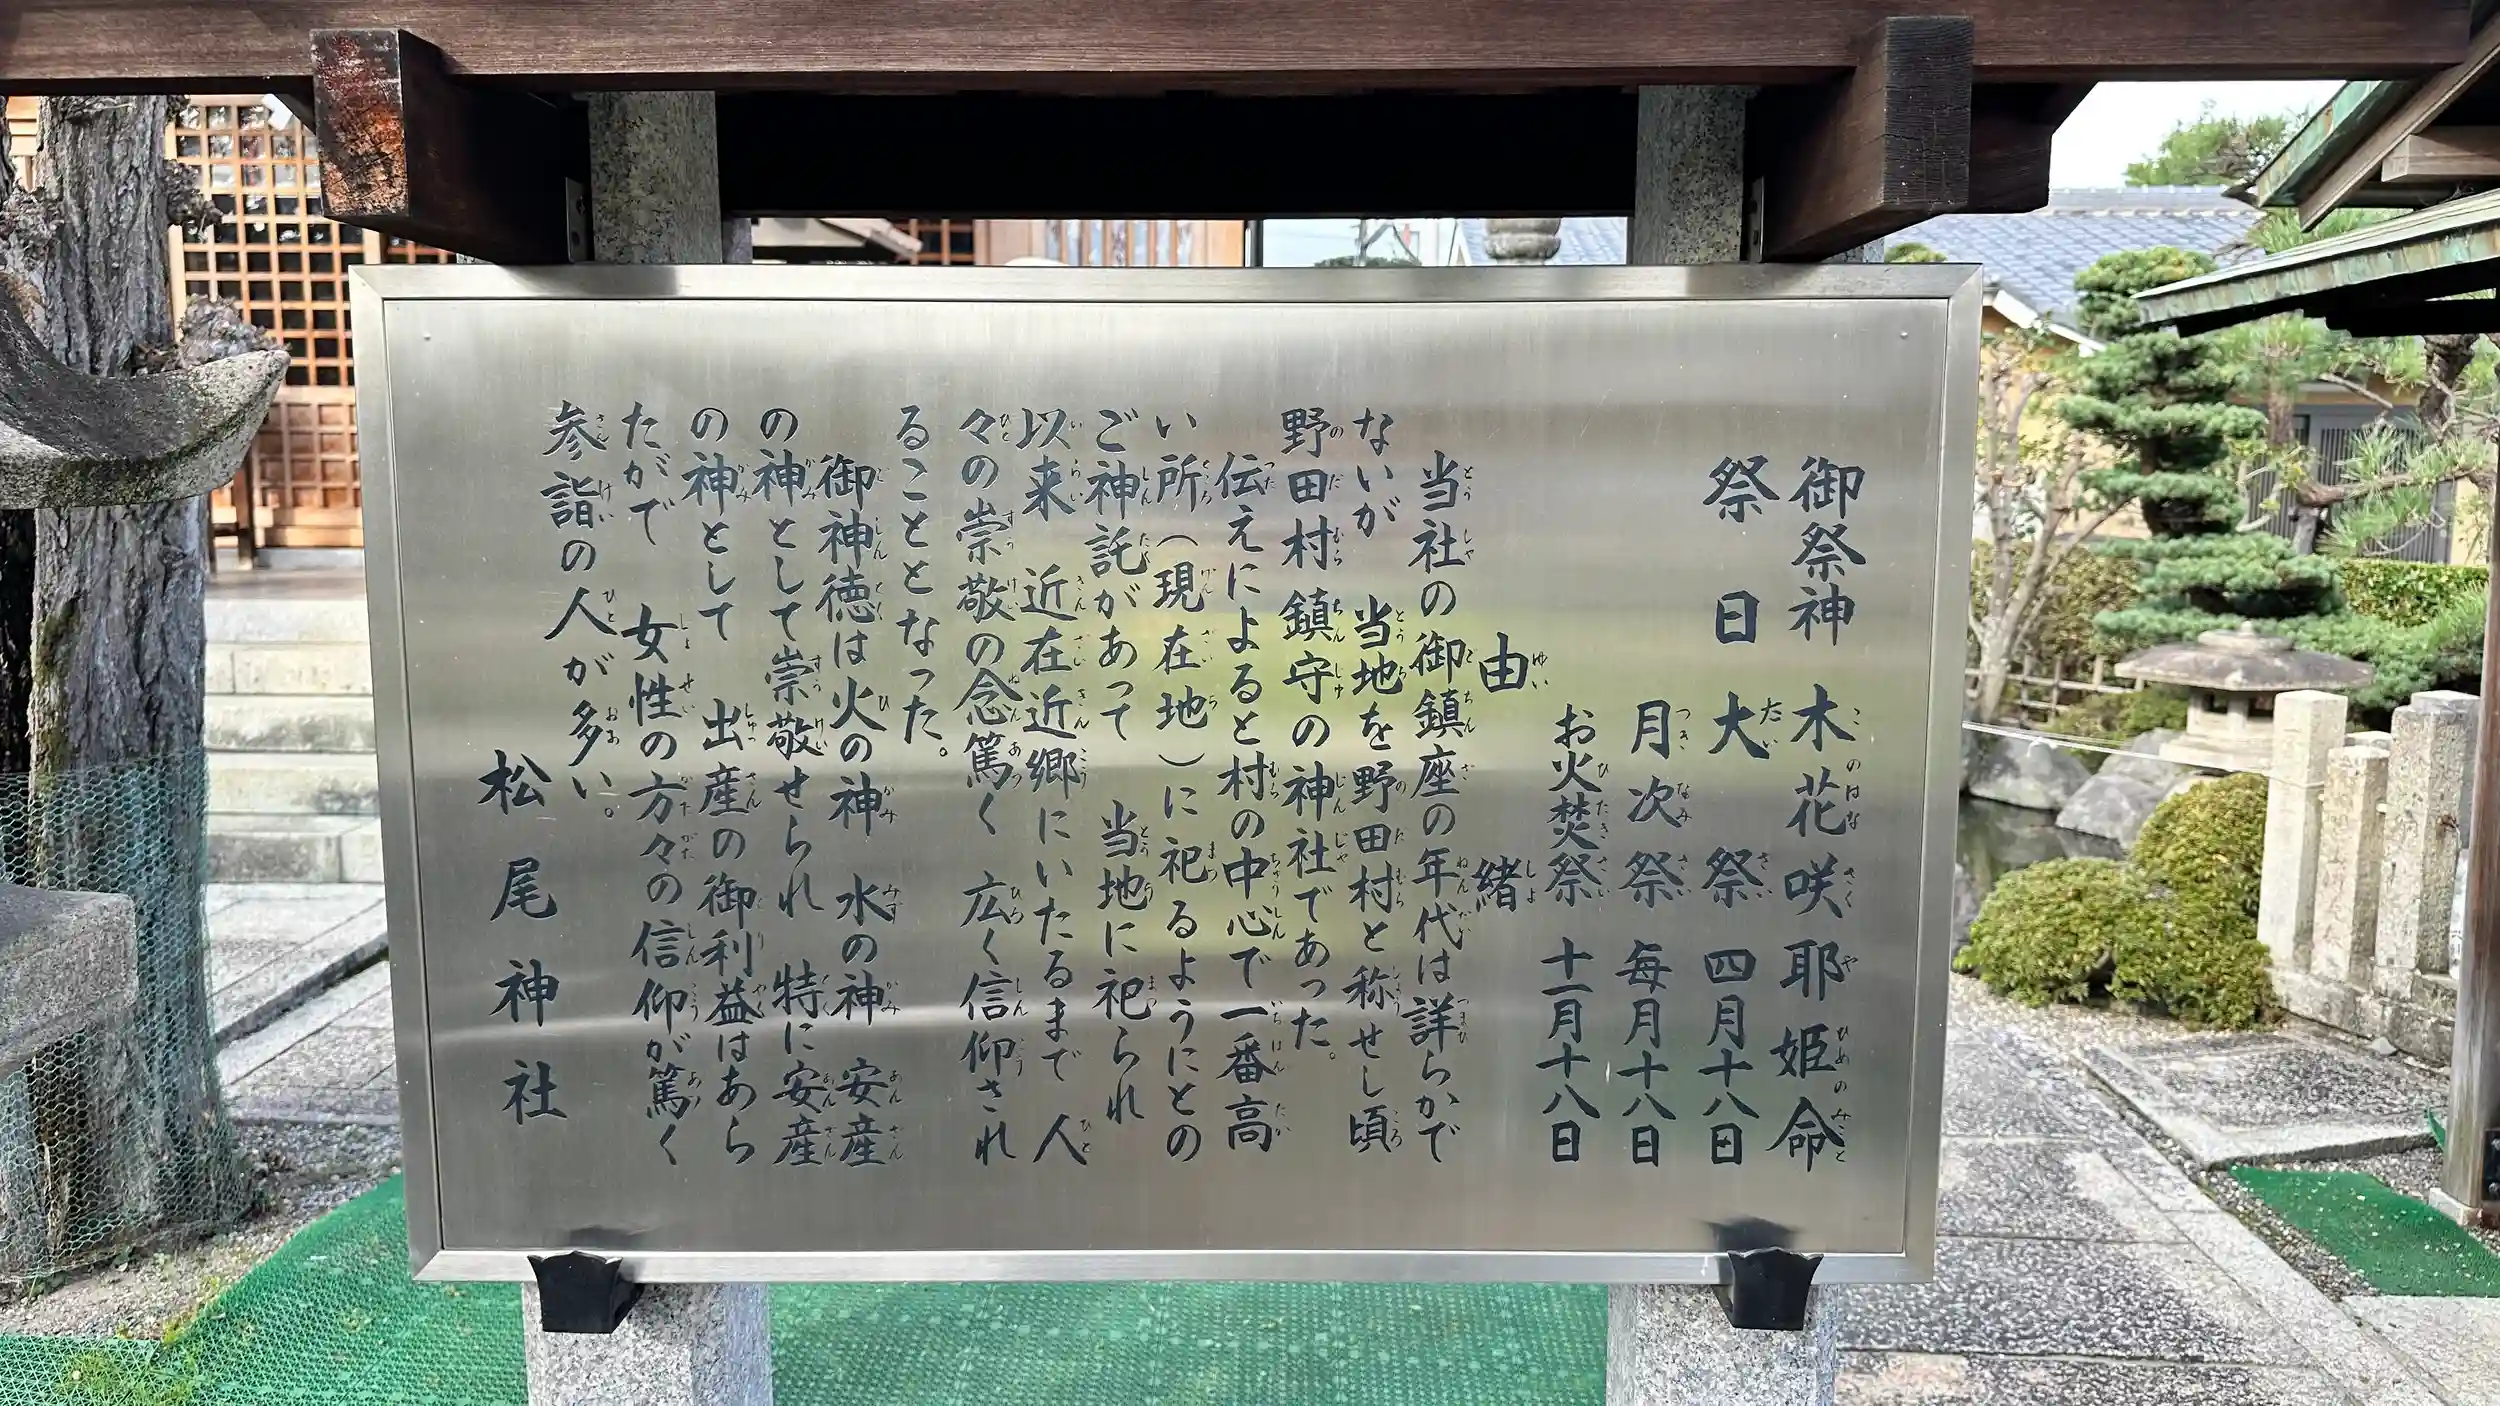 御祭神 木花咲耶姫命
祭日 大祭 四月十八日
月次祭 毎月十八日
お火焚祭 十一月十八日
由緒
当社の御鎮座の年代は詳らかで
ないが 当地を野田村と称せし頃
野田村 鎮守の神社であった。
伝えによると村の中心で一番高
い所（現在地）に祀るようにとの
ご神託があって 当地に祀られ
以来 近在近郷にいたるまで 人
々の崇敬の念篤く 広く信仰され
ることとなった。
御神徳は火の神 水の神 安産
の神として崇敬せられ 特に安産
の神として 出産の御利益はあら
たかで 女性の方々の信仰が篤く
参詣の人が多い。
松尾神社